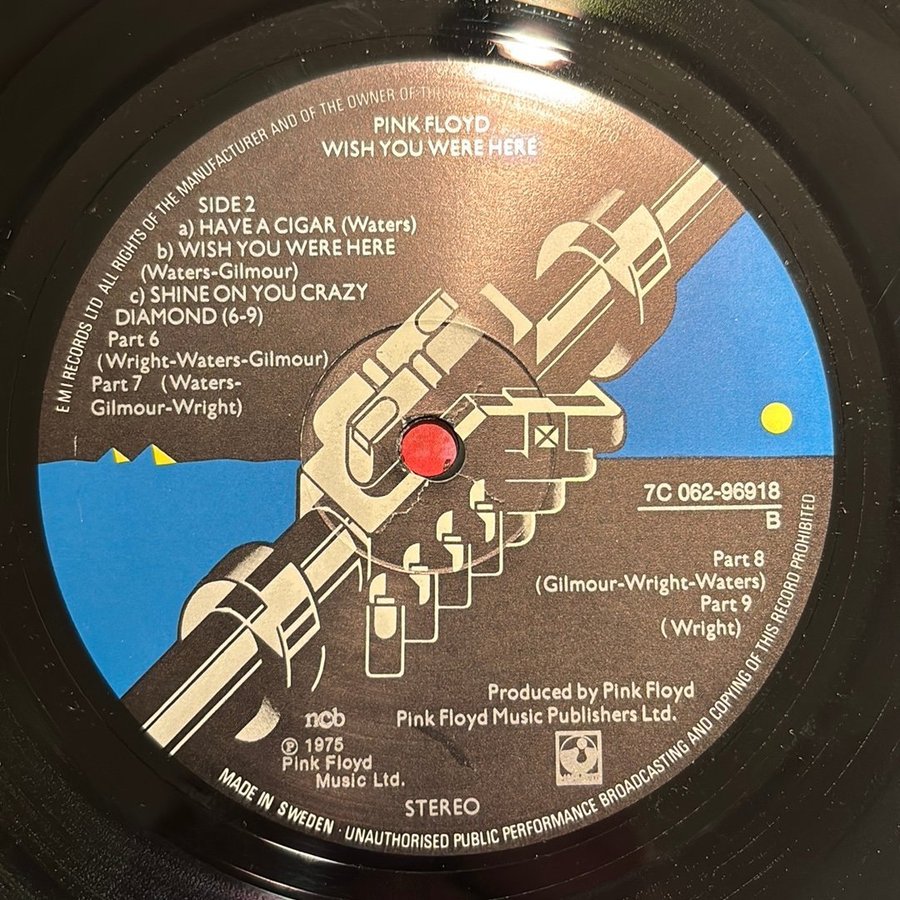 EMI RECORDS LTD ALL RIGHTS OF THE MANUFACTURER AND OF THE OWNER OF THIS
PINK FLOYD
WISH YOU WERE HERE
SIDE 2
a) HAVE A CIGAR (Waters)
b) WISH YOU WERE HERE
(Waters-Gilmour)
c) SHINE ON YOU CRAZY
DIAMOND (6-9)
Part 6
(Wright-Waters-Gilmour)
Part 7 (Waters-
Gilmour-Wright)
7C 062-96918
B
Part 8
(Gilmour-Wright-Waters)
Part 9
(Wright)
Produced by Pink Floyd
Pink Floyd Music Publishers Ltd.
ncb
℗ 1975
Pink Floyd
Music Ltd.
STEREO
MADE IN SWEDEN · UNAUTHORISED PUBLIC PERFORMANCE BROADCASTING AND COPYING OF THIS RECORD PROHIBITED